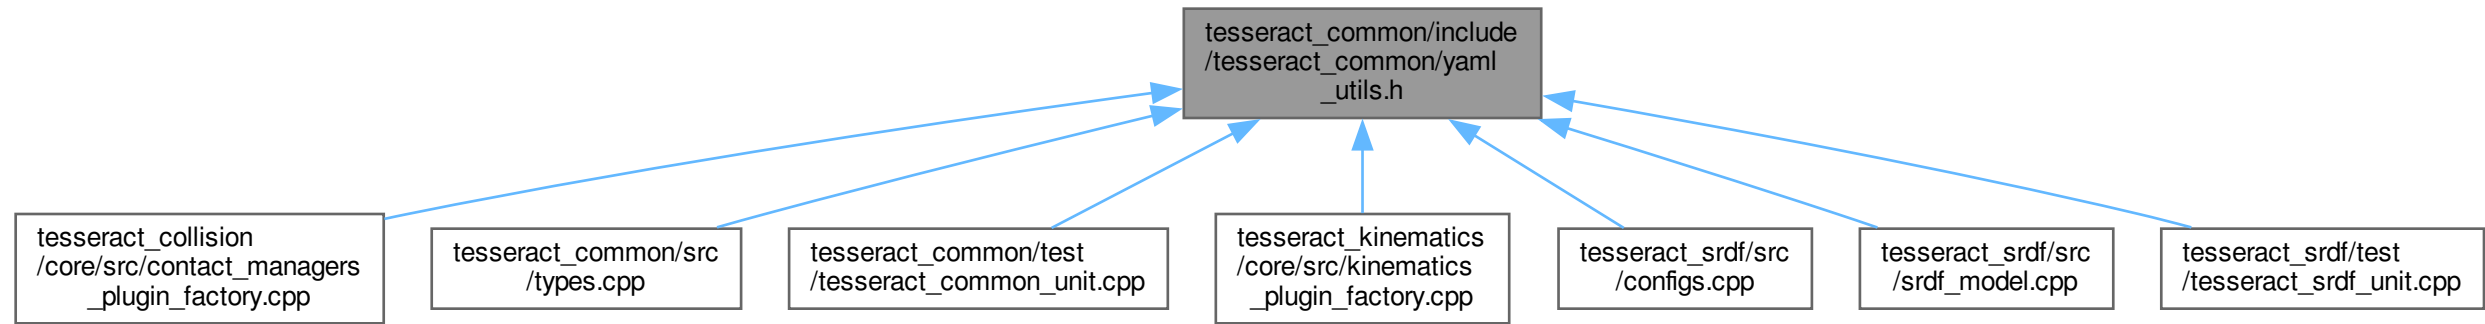 tesseract_common/include
/tesseract_common/yaml
_utils.h
tesseract_collision
/core/src/contact_managers
_plugin_factory.cpp
tesseract_common/src
/types.cpp
tesseract_common/test
/tesseract_common_unit.cpp
tesseract_kinematics
/core/src/kinematics
_plugin_factory.cpp
tesseract_srdf/src
/configs.cpp
tesseract_srdf/src
/srdf_model.cpp
tesseract_srdf/test
/tesseract_srdf_unit.cpp